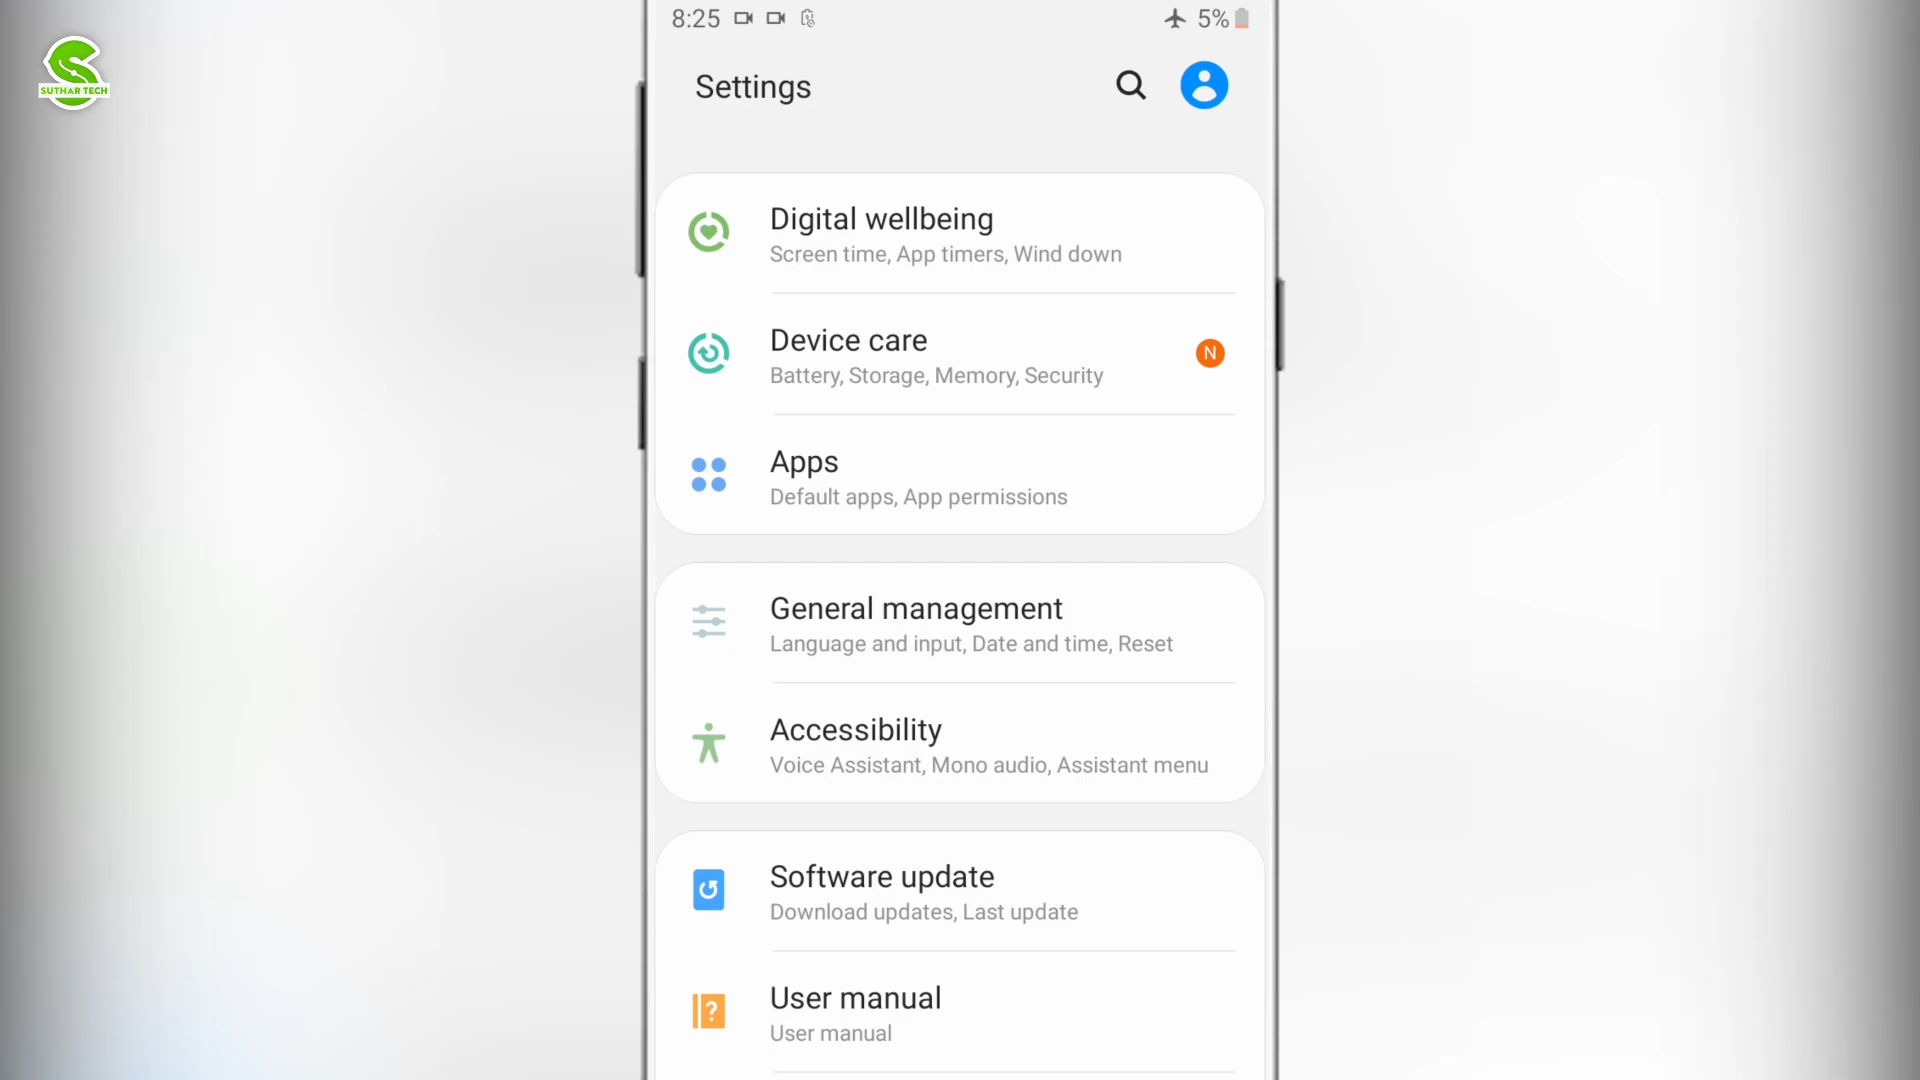 8:25
5%
SUTHAR TECH
Settings
Digital wellbeing
Screen time, App timers, Wind down
Device care
Battery, Storage, Memory, Security
N
Apps
Default apps, App permissions
General management
Language and input, Date and time, Reset
Accessibility
Voice Assistant, Mono audio, Assistant menu
Software update
Download updates, Last update
?
User manual
User manual